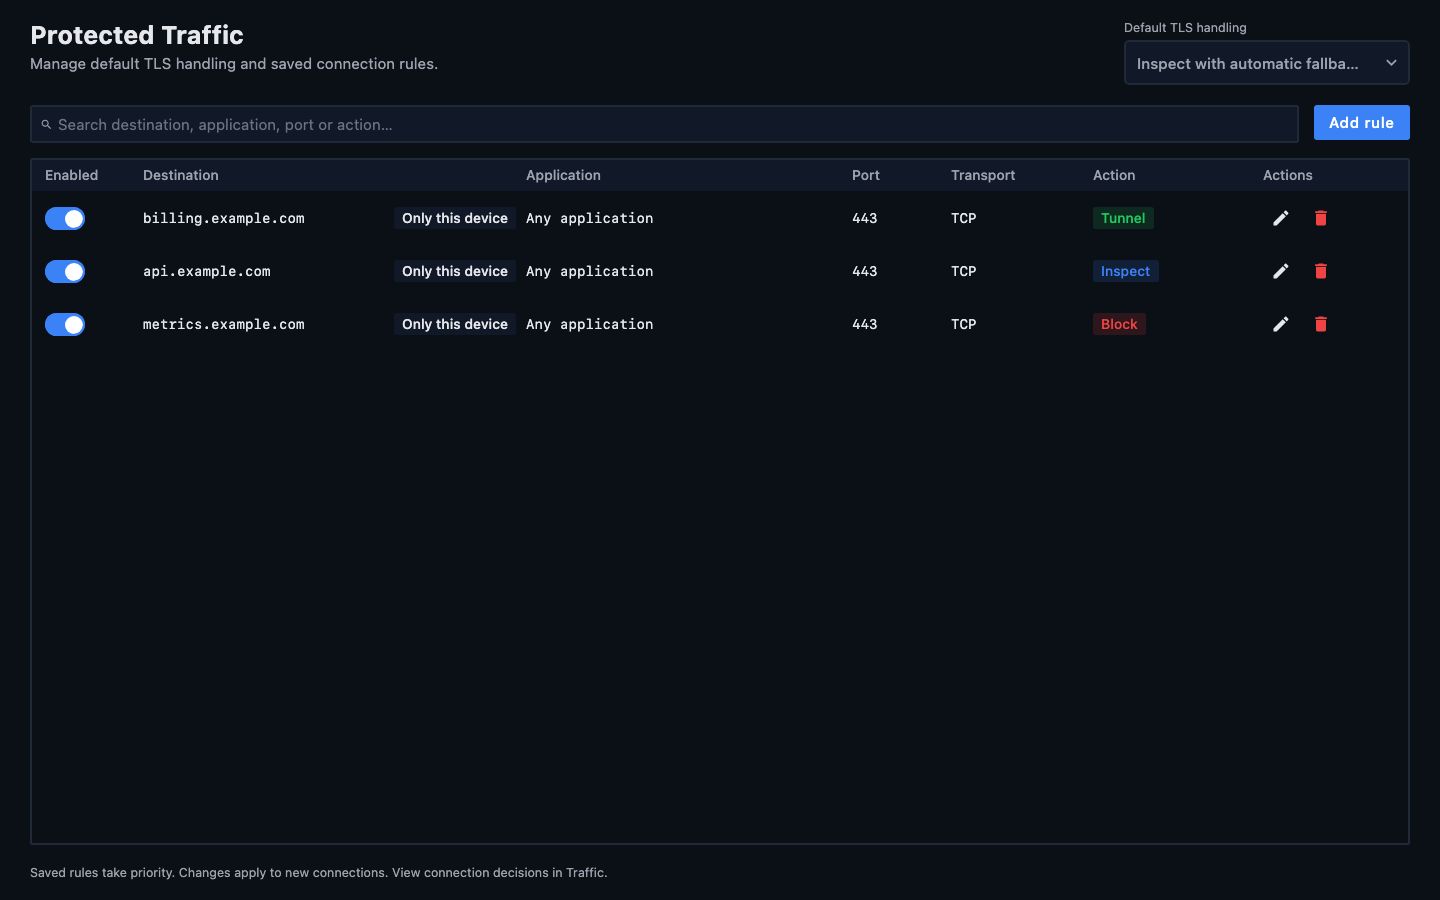 Protected Traffic
Manage default TLS handling and saved connection rules.
Default TLS handling
Inspect with automatic fallba...
Search destination, application, port or action...
Add rule
Enabled Destination Application Port Transport Action Actions
billing.example.com Only this device Any application 443 TCP Tunnel
api.example.com Only this device Any application 443 TCP Inspect
metrics.example.com Only this device Any application 443 TCP Block
Saved rules take priority. Changes apply to new connections. View connection decisions in Traffic.